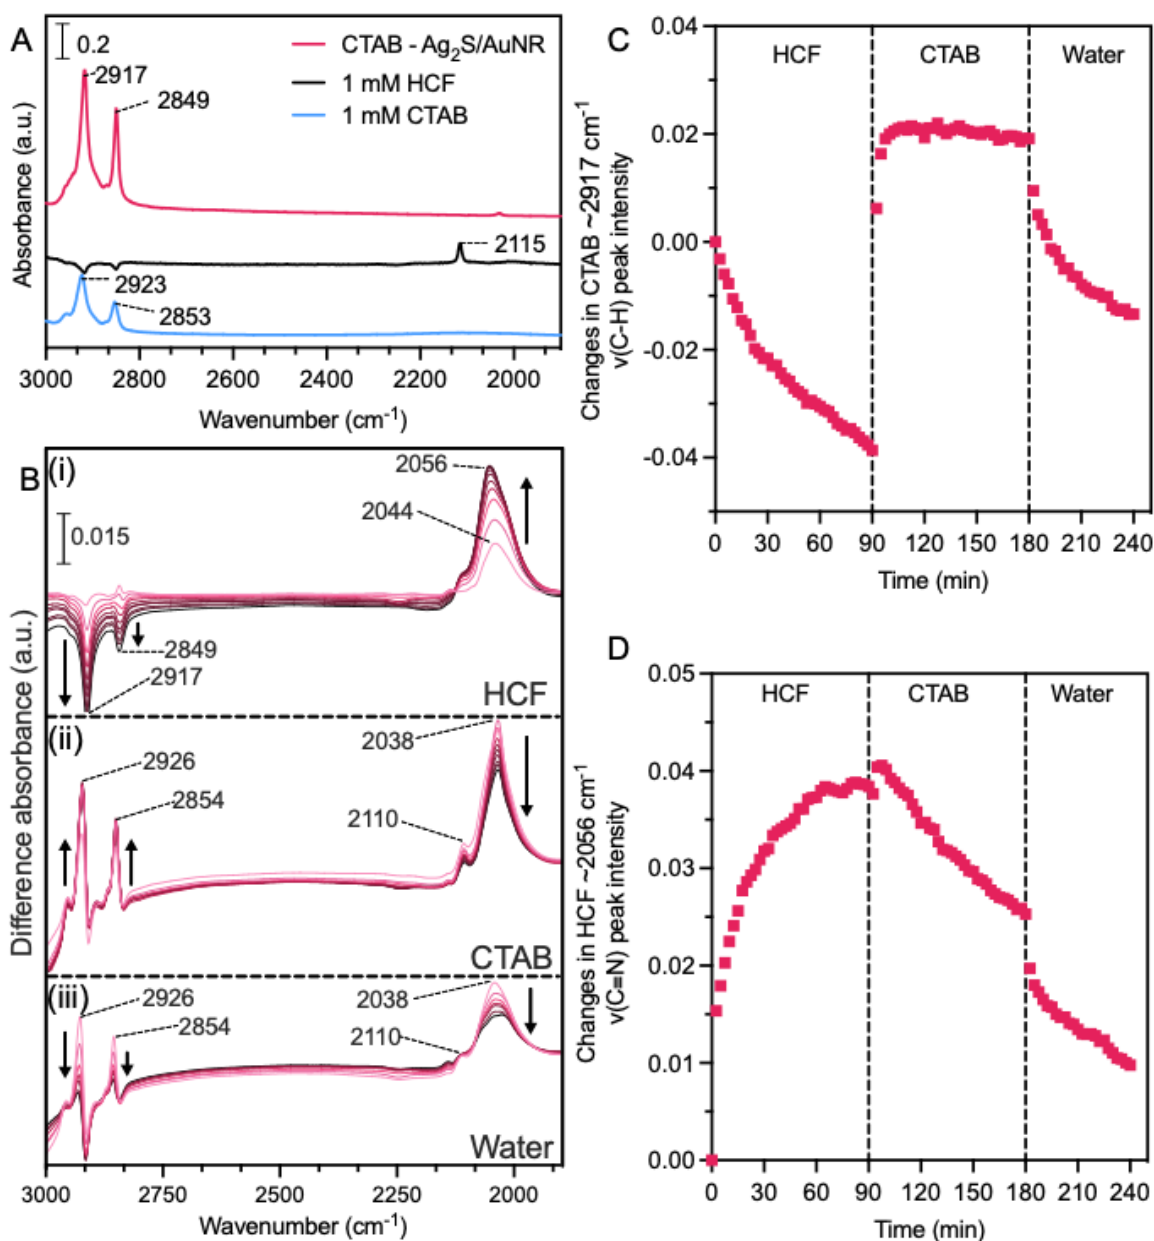 A
0.2
2917
2849
CTAB - Ag₂S/AuNR
1 mM HCF
1 mM CTAB
2115
2923
2853
Absorbance (a.u.)
3000 2800 2600 2400 2200 2000
Wavenumber (cm⁻¹)
B
(i)
0.015
2056
2044
2849
2917
HCF
(ii)
2926
2854
2038
2110
CTAB
(iii)
2926
2854
2038
2110
Water
Difference absorbance (a.u.)
3000 2750 2500 2250 2000
Wavenumber (cm⁻¹)
C
HCF CTAB Water
0.04
0.02
0.00
-0.02
-0.04
Changes in CTAB ~2917 cm⁻¹
ν(C-H) peak intensity
0 30 60 90 120 150 180 210 240
Time (min)
D
HCF CTAB Water
0.05
0.04
0.03
0.02
0.01
0.00
Changes in HCF ~2056 cm⁻¹
ν(C≡N) peak intensity
0 30 60 90 120 150 180 210 240
Time (min)